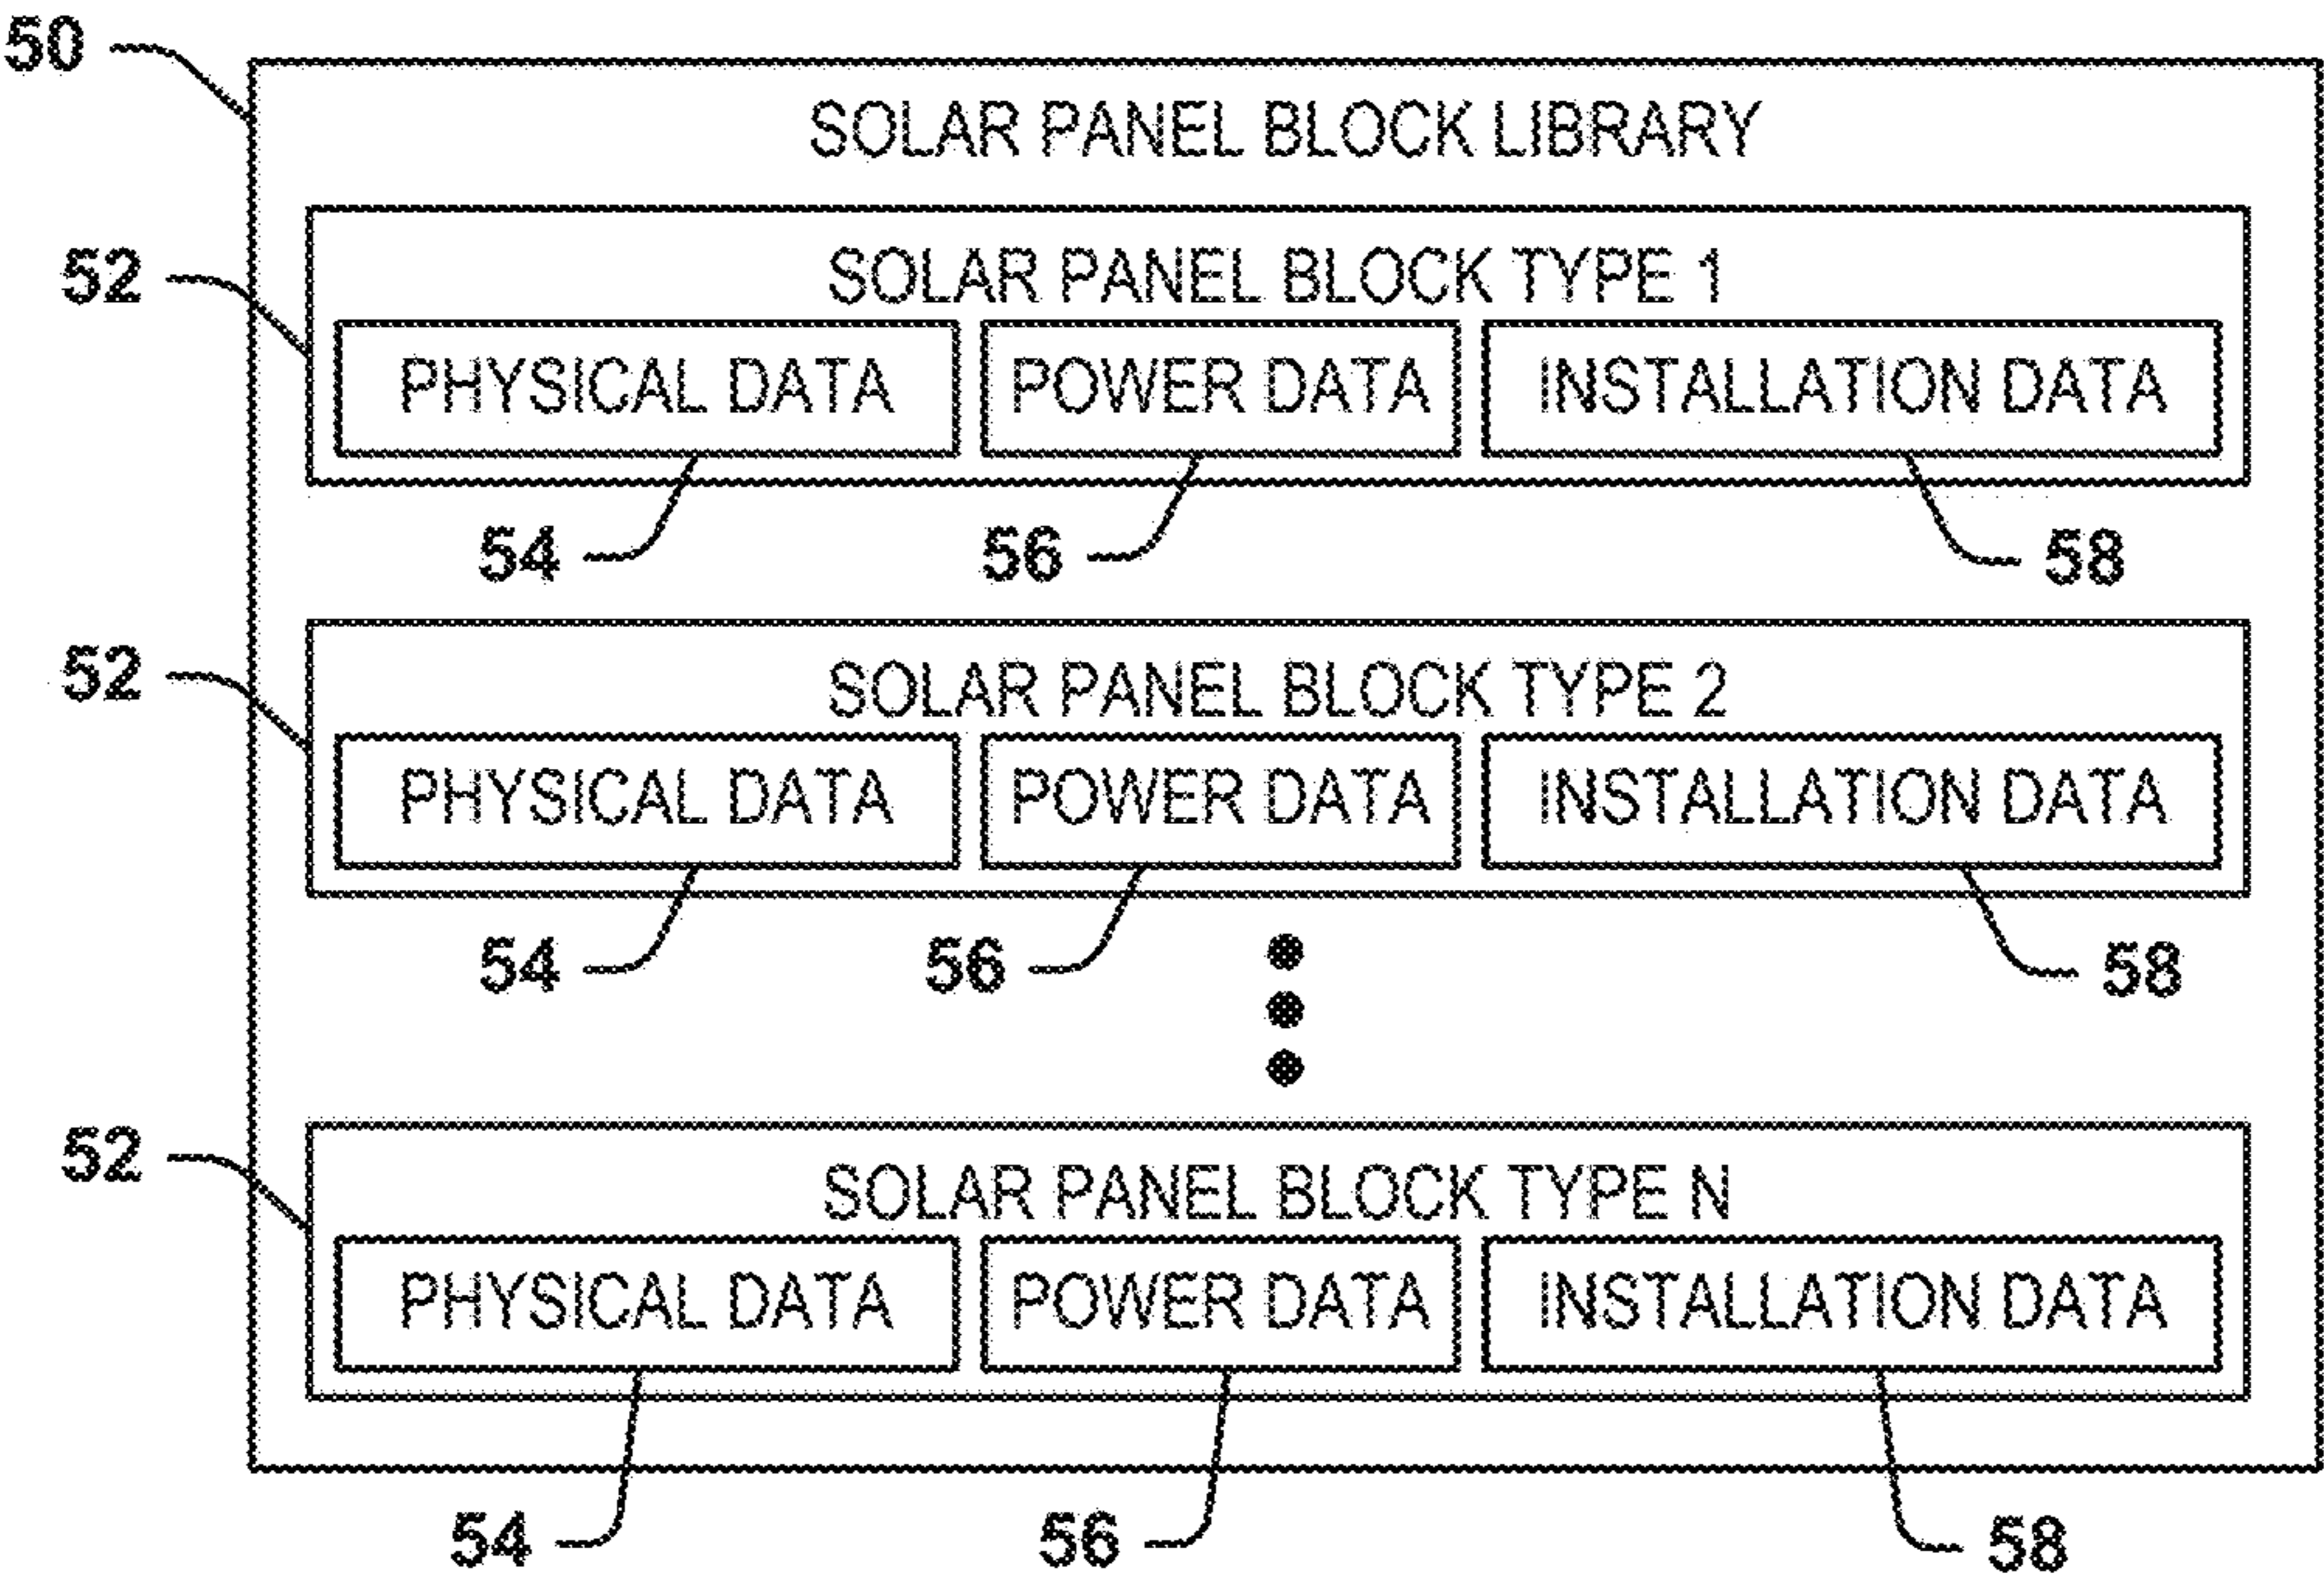 50
SOLAR PANEL BLOCK LIBRARY
52
SOLAR PANEL BLOCK TYPE 1
PHYSICAL DATA
POWER DATA
INSTALLATION DATA
54
56
58
52
SOLAR PANEL BLOCK TYPE 2
PHYSICAL DATA
POWER DATA
INSTALLATION DATA
54
56
58
52
SOLAR PANEL BLOCK TYPE N
PHYSICAL DATA
POWER DATA
INSTALLATION DATA
54
56
58